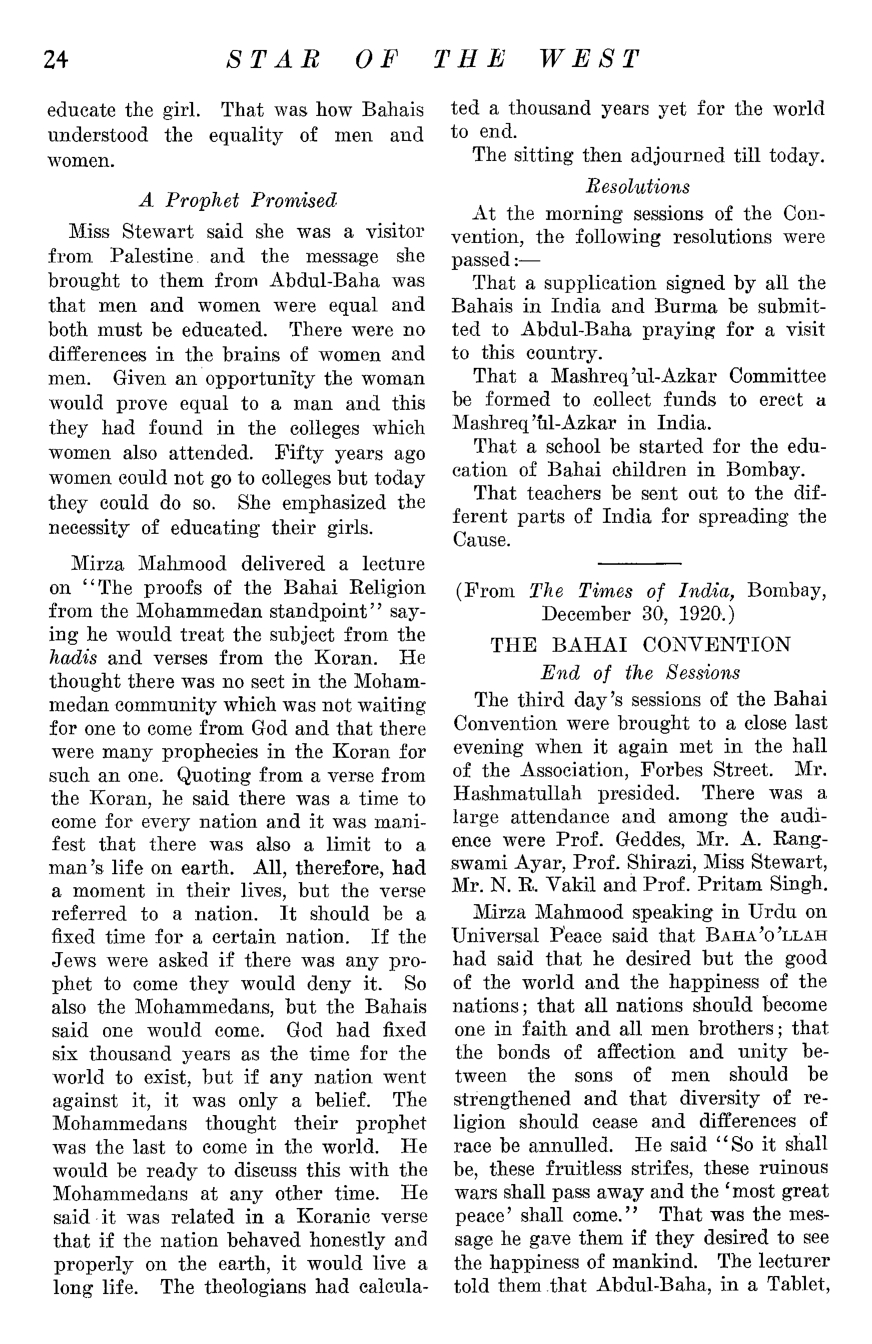 24 STAR OF THE WEST
educate the girl. That was how Bahais
understood the equality of men and
women.
A Prophet Promised
Miss Stewart said she was a visitor
from Palestine and the message she
brought to them from Abdul-Baha was
that men and women were equal and
both must be educated. There were no
differences in the brains of women and
men. Given an opportunity the woman
would prove equal to a man and this
they had found in the colleges which
women also attended. Fifty years ago
women could not go to colleges but today
they could do so. She emphasized the
necessity of educating their girls.
Mirza Mahmood delivered a lecture
on "The proofs of the Bahai Religion
from the Mohammedan standpoint" say-
ing he would treat the subject from the
hadis and verses from the Koran. He
thought there was no sect in the Moham-
medan community which was not waiting
for one to come from God and that there
were many prophecies in the Koran for
such an one. Quoting from a verse from
the Koran, he said there was a time to
come for every nation and it was mani-
fest that there was also a limit to a
man's life on earth. All, therefore, had
a moment in their lives, but the verse
referred to a nation. It should be a
fixed time for a certain nation. If the
Jews were asked if there was any pro-
phet to come they would deny it. So
also the Mohammedans, but the Bahais
said one would come. God had fixed
six thousand years as the time for the
world to exist, but if any nation went
against it, it was only a belief. The
Mohammedans thought their prophet
was the last to come in the world. He
would be ready to discuss this with the
Mohammedans at any other time. He
said it was related in a Koranic verse
that if the nation behaved honestly and
properly on the earth, it would live a
long life. The theologians had calcula-
ted a thousand years yet for the world
to end.
The sitting then adjourned till today.
Resolutions
At the morning sessions of the Con-
vention, the following resolutions were
passed:—
That a supplication signed by all the
Bahais in India and Burma be submit-
ted to Abdul-Baha praying for a visit
to this country.
That a Mashreq'ul-Azkar Committee
be formed to collect funds to erect a
Mashreq'ul-Azkar in India.
That a school be started for the edu-
cation of Bahai children in Bombay.
That teachers be sent out to the dif-
ferent parts of India for spreading the
Cause.
(From The Times of India, Bombay,
December 30, 1920.)
THE BAHAI CONVENTION
End of the Sessions
The third day's sessions of the Bahai
Convention were brought to a close last
evening when it again met in the hall
of the Association, Forbes Street. Mr.
Hashmatullah presided. There was a
large attendance and among the audi-
ence were Prof. Geddes, Mr. A. Rang-
swami Ayar, Prof. Shirazi, Miss Stewart,
Mr. N. R. Vakil and Prof. Pritam Singh.
Mirza Mahmood speaking in Urdu on
Universal Peace said that BAHA'O'LLAH
had said that he desired but the good
of the world and the happiness of the
nations; that all nations should become
one in faith and all men brothers; that
the bonds of affection and unity be-
tween the sons of men should be
strengthened and that diversity of re-
ligion should cease and differences of
race be annulled. He said "So it shall
be, these fruitless strifes, these ruinous
wars shall pass away and the 'most great
peace' shall come." That was the mes-
sage he gave them if they desired to see
the happiness of mankind. The lecturer
told them that Abdul-Baha, in a Tablet,